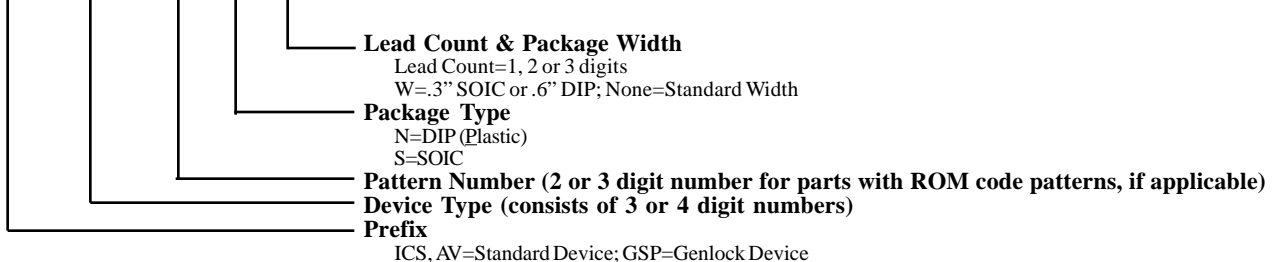 Lead Count & Package Width
Lead Count=1, 2 or 3 digits
W=.3” SOIC or .6” DIP; None=Standard Width
Package Type
N=DIP (Plastic)
S=SOIC
Pattern Number (2 or 3 digit number for parts with ROM code patterns, if applicable)
Device Type (consists of 3 or 4 digit numbers)
Prefix
ICS, AV=Standard Device; GSP=Genlock Device